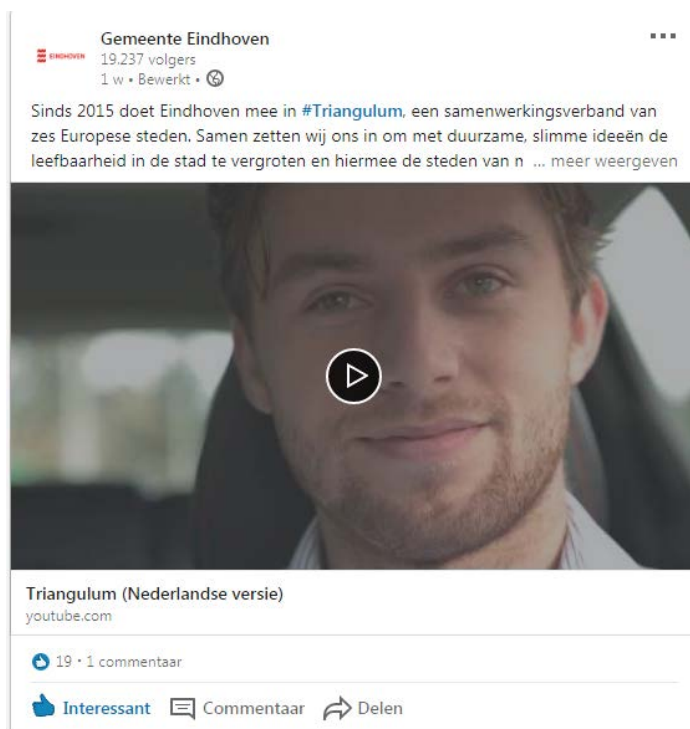 Gemeente Eindhoven
EINDHOVEN
19.237 volgers
1 w • Bewerkt •
Sinds 2015 doet Eindhoven mee in #Triangulum, een samenwerkingsverband van
zes Europese steden. Samen zetten wij ons in om met duurzame, slimme ideeën de
leefbaarheid in de stad te vergroten en hiermee de steden van n ... meer weergeven
Triangulum (Nederlandse versie)
youtube.com
19 • 1 commentaar
Interessant Commentaar Delen